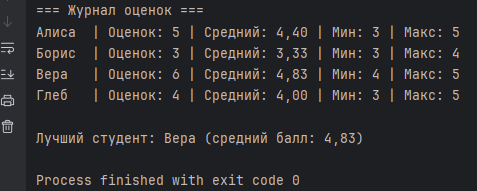 === Журнал оценок ===
Алиса | Оценок: 5 | Средний: 4,40 | Мин: 3 | Макс: 5
Борис | Оценок: 3 | Средний: 3,33 | Мин: 3 | Макс: 4
Вера | Оценок: 6 | Средний: 4,83 | Мин: 4 | Макс: 5
Глеб | Оценок: 4 | Средний: 4,00 | Мин: 3 | Макс: 5
Лучший студент: Вера (средний балл: 4,83)
Process finished with exit code 0